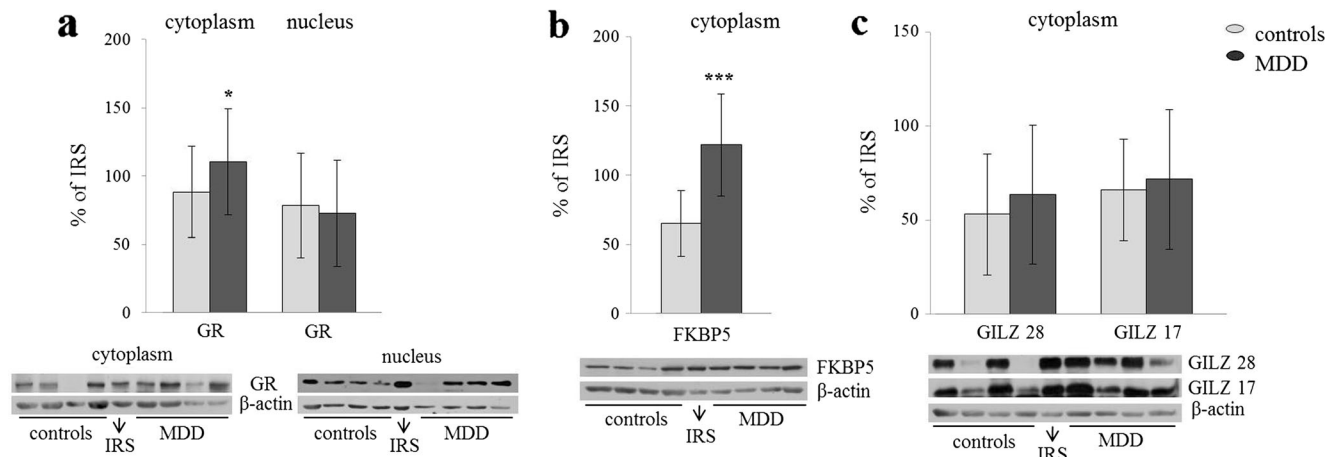 a
cytoplasm nucleus
% of IRS
200
150
100
50
0
*
GR GR
cytoplasm nucleus
GR
β-actin
controls IRS MDD
controls IRS MDD
b
cytoplasm
% of IRS
200
150
100
50
0
***
FKBP5
FKBP5
β-actin
controls IRS MDD
c
cytoplasm
% of IRS
150
100
50
0
GILZ 28 GILZ 17
GILZ 28
GILZ 17
β-actin
controls IRS MDD
controls
MDD